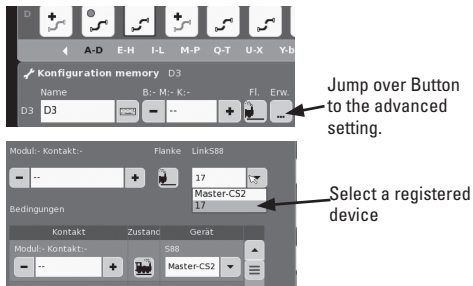 D
A-D E-H I-L M-P Q-T U-X Y-b
Konfiguration memory D3
Name B:- M:- K:- Fl. Erw.
D3 D3 - -- + ...
Jump over Button
to the advanced
setting.
Modul:- Kontakt:- Flanke LinkS88
- -- + 17
Master-CS2
17
Select a registered
device
Bedingungen
Kontakt Zustand Gerät
Modul:- Kontakt:- S88
- -- + Master-CS2